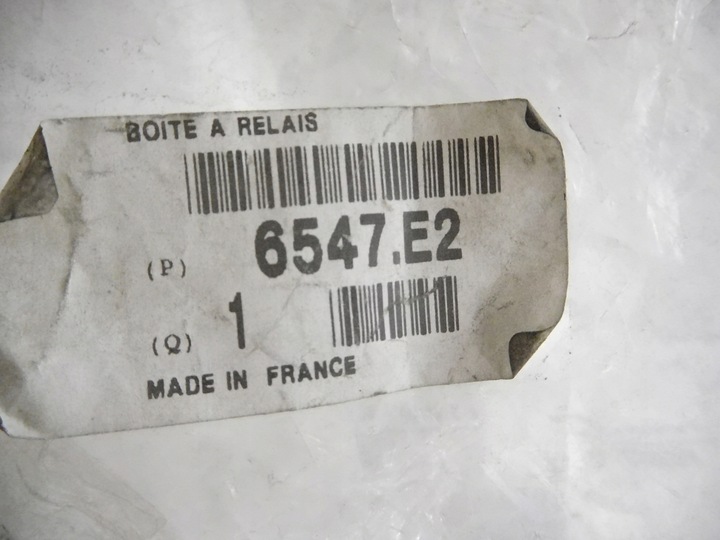 BOITE A RELAIS
(P) 6547.E2
(Q) 1
MADE IN FRANCE